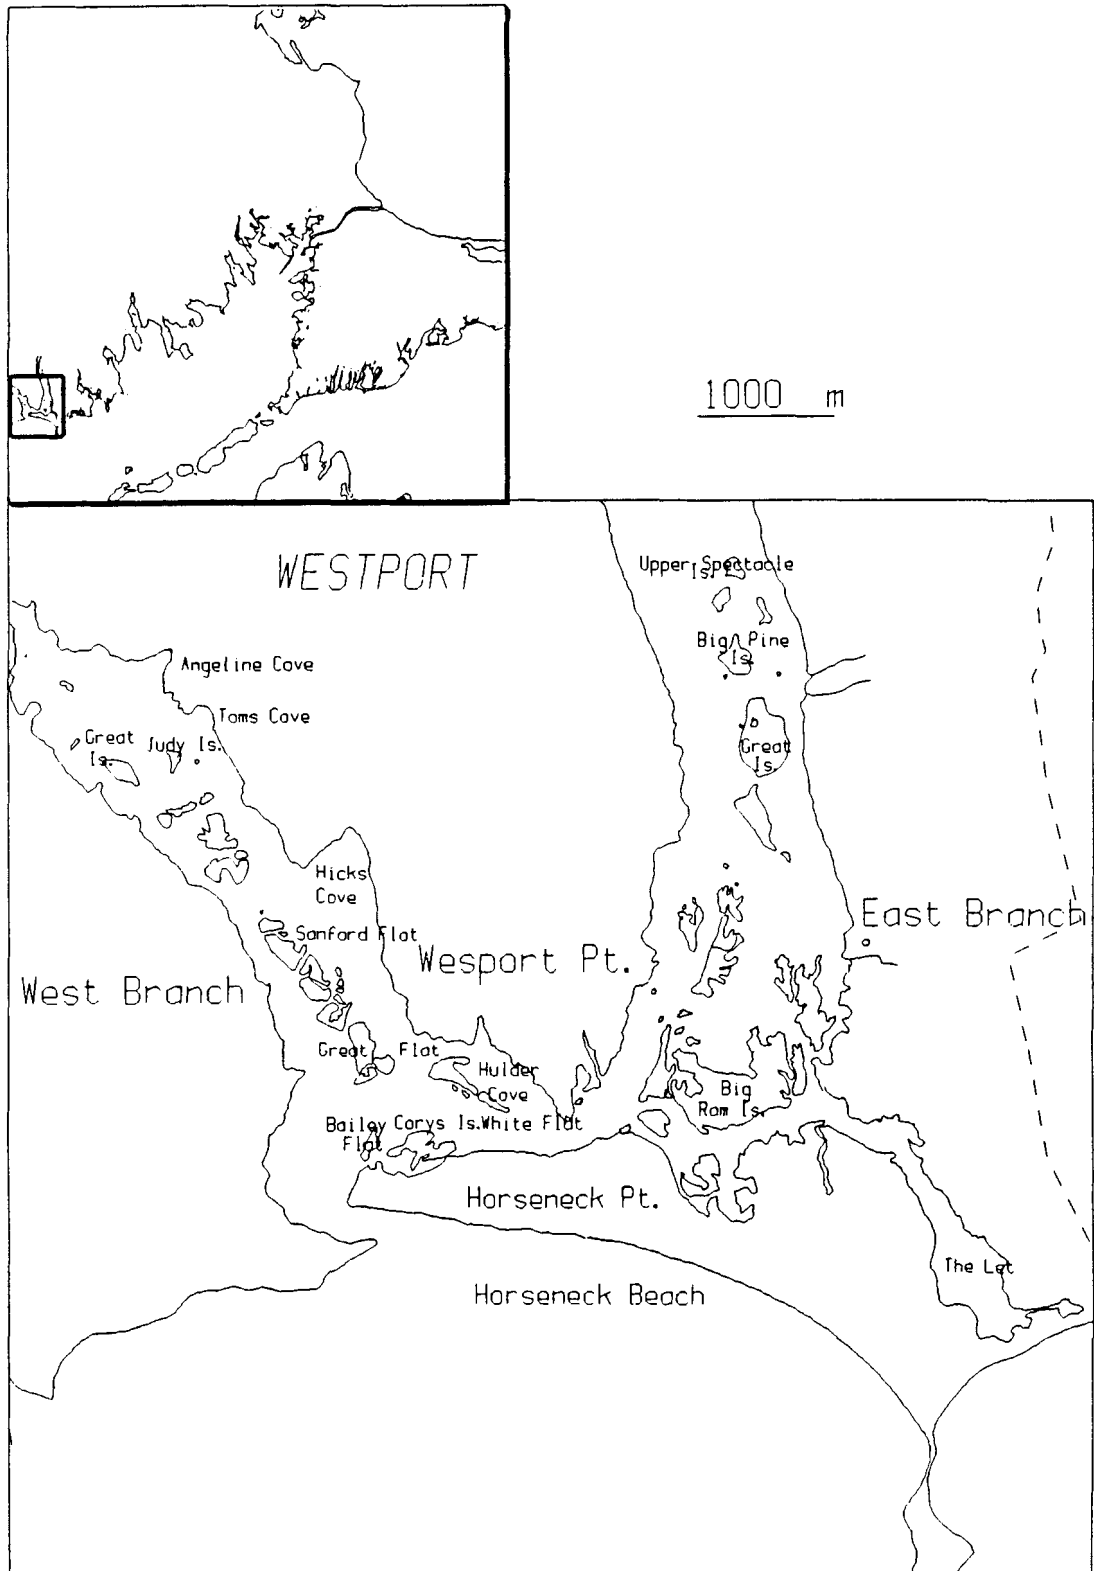 1000 m
WESTPORT
Upper Spectacle
Is.
Big Pine
Is.
Angeline Cove
Toms Cove
Great
Is.
Judy Is.
Great
Is.
Hicks
Cove
East Branch
Sanford Flat
Wesport Pt.
West Branch
Great Flat
Hulder
Cove
Big
Ram Is.
Bailey
Flat
Corys Is.
White Flat
Horseneck Pt.
The Let
Horseneck Beach